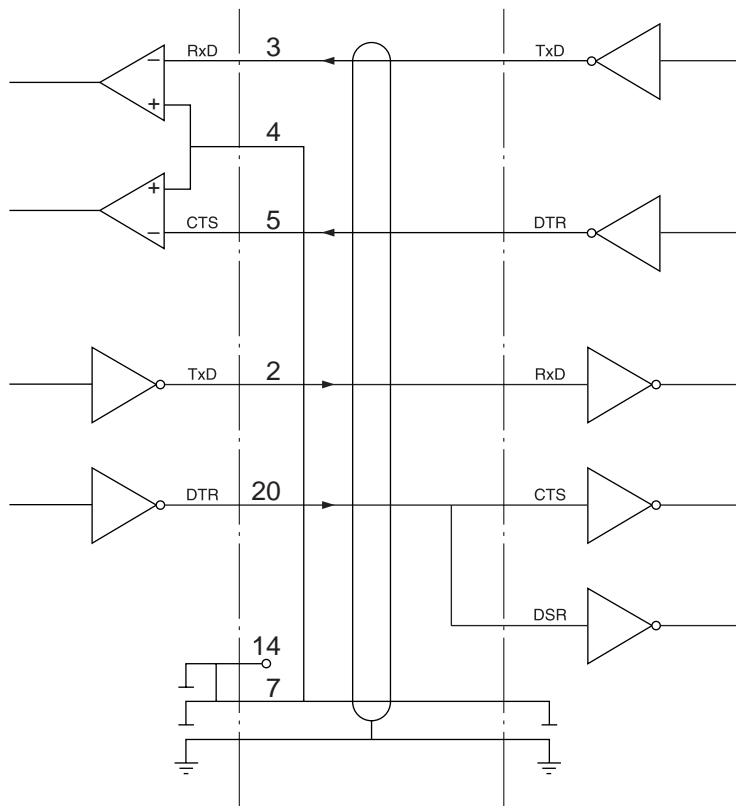 RxD 3 TxD
−
+
4
+
−
CTS 5 DTR
TxD 2 RxD
DTR 20 CTS
DSR
14
7